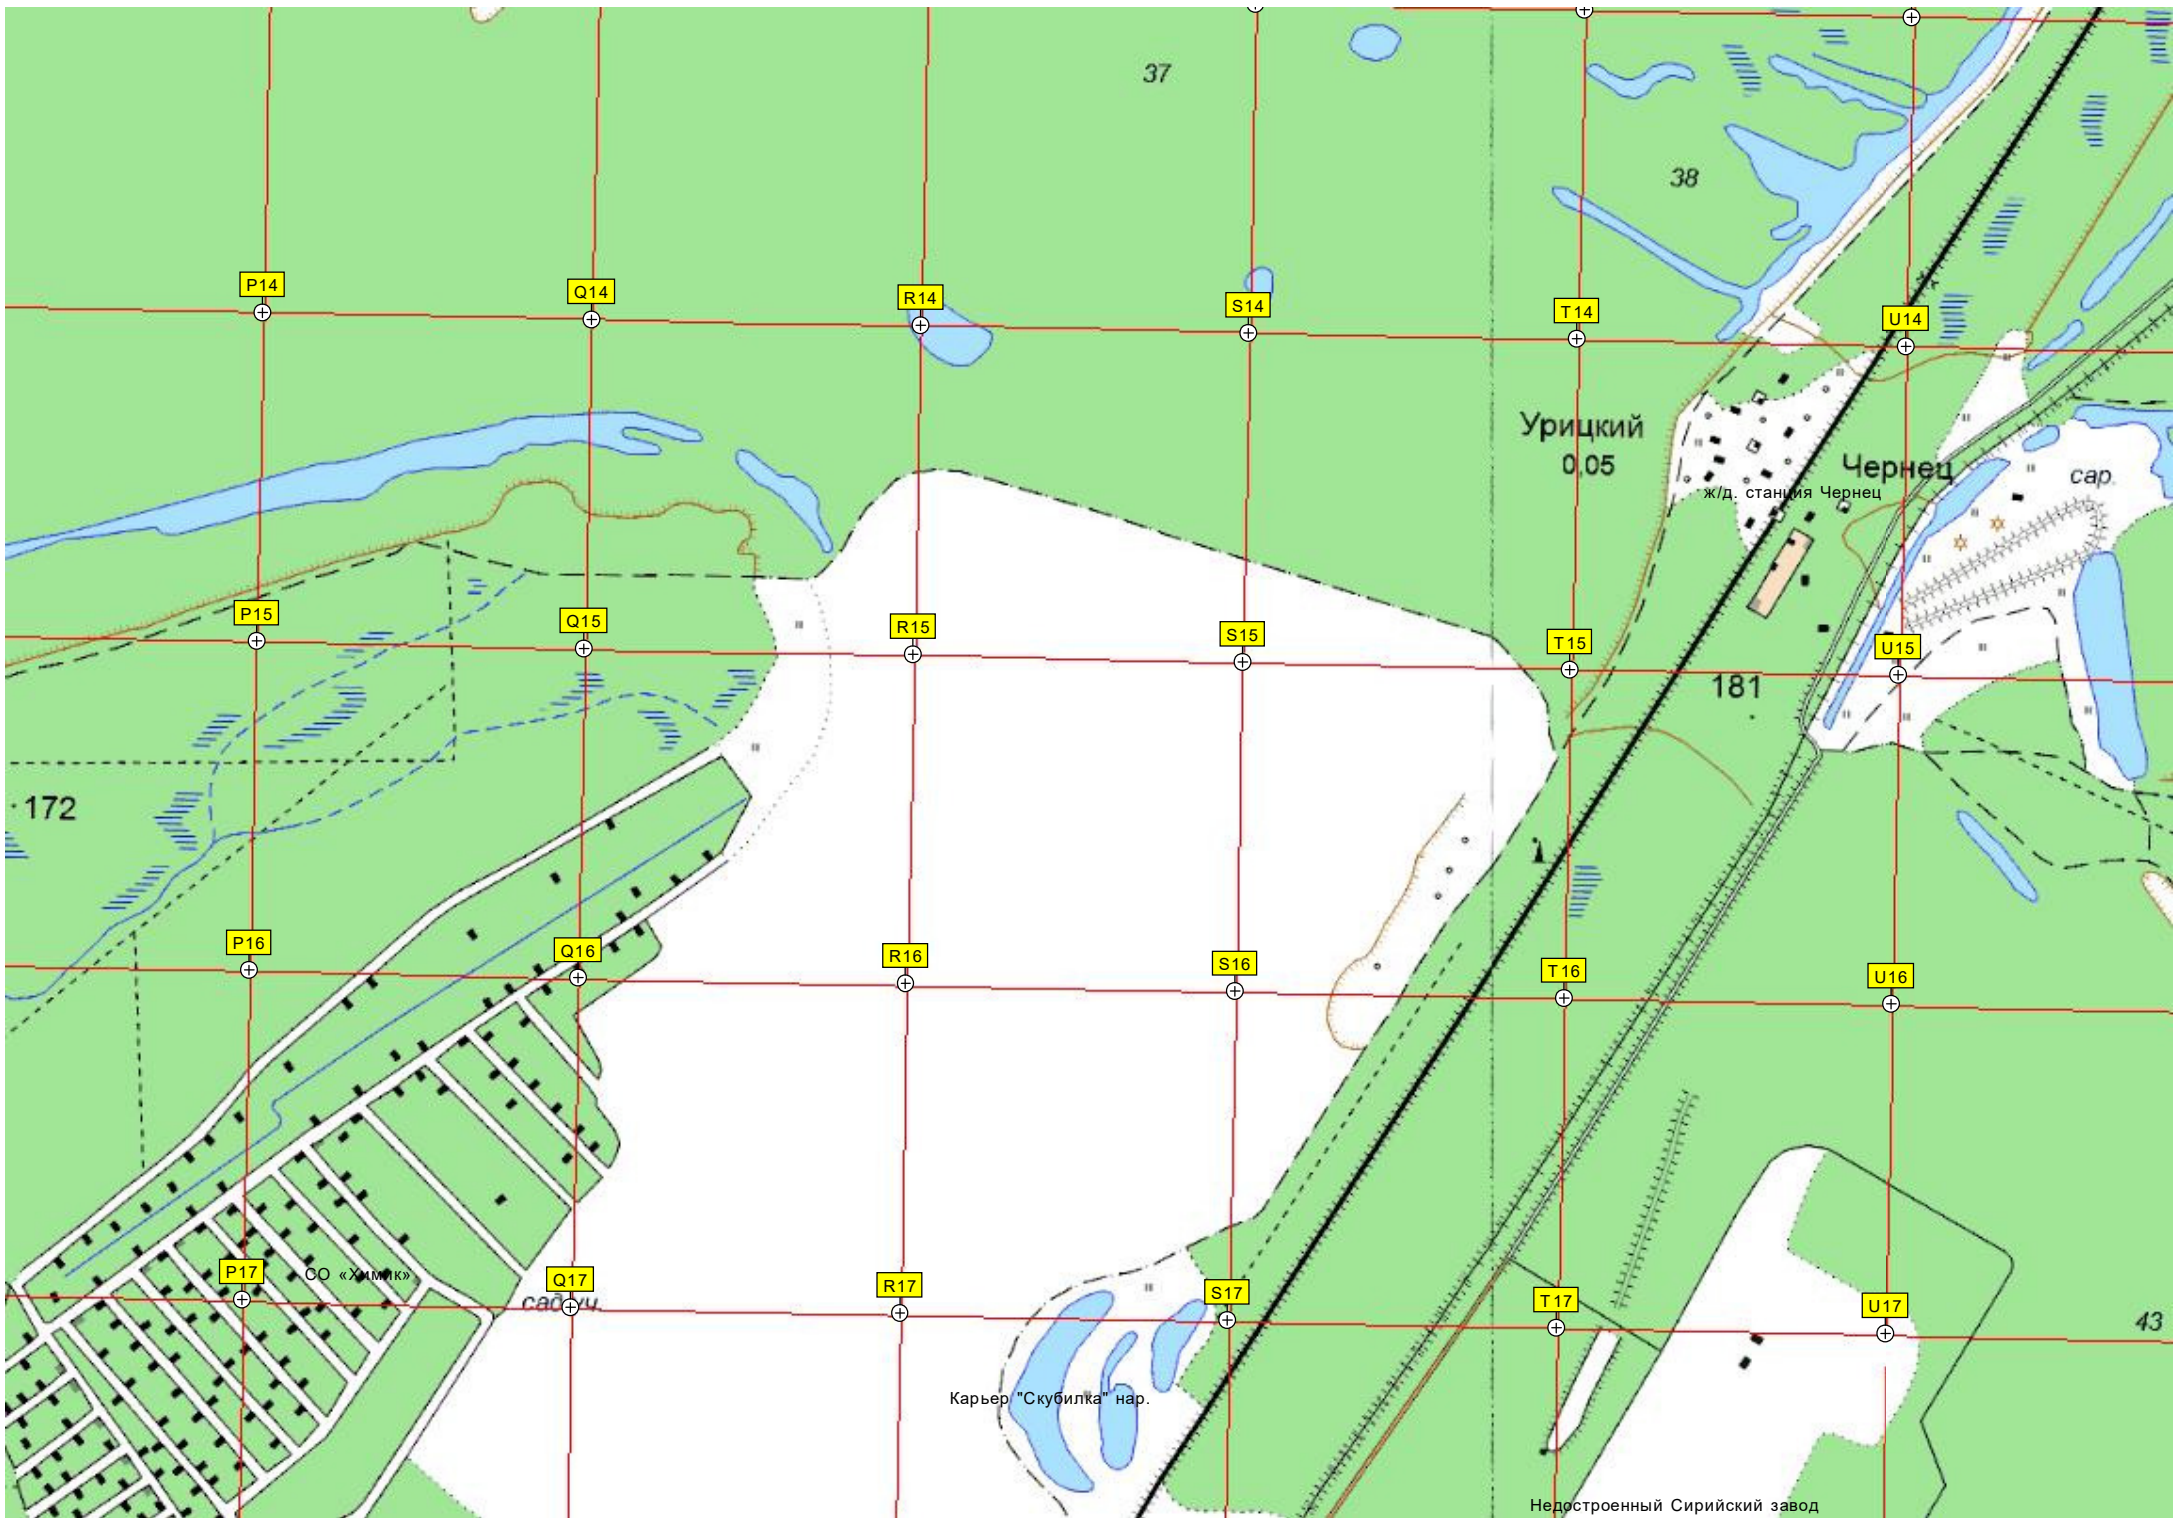 37
38
P14
Q14
R14
S14
T14
U14
Урицкий
0,05
Чернец
ж/д. станция Чернец
сар.
P15
Q15
R15
S15
T15
U15
181
172
P16
Q16
R16
S16
T16
U16
P17
СО «Химик»
Q17
сад. уч.
R17
S17
T17
U17
43
Карьер "Скубилка" нар.
Недостроенный Сирийский завод